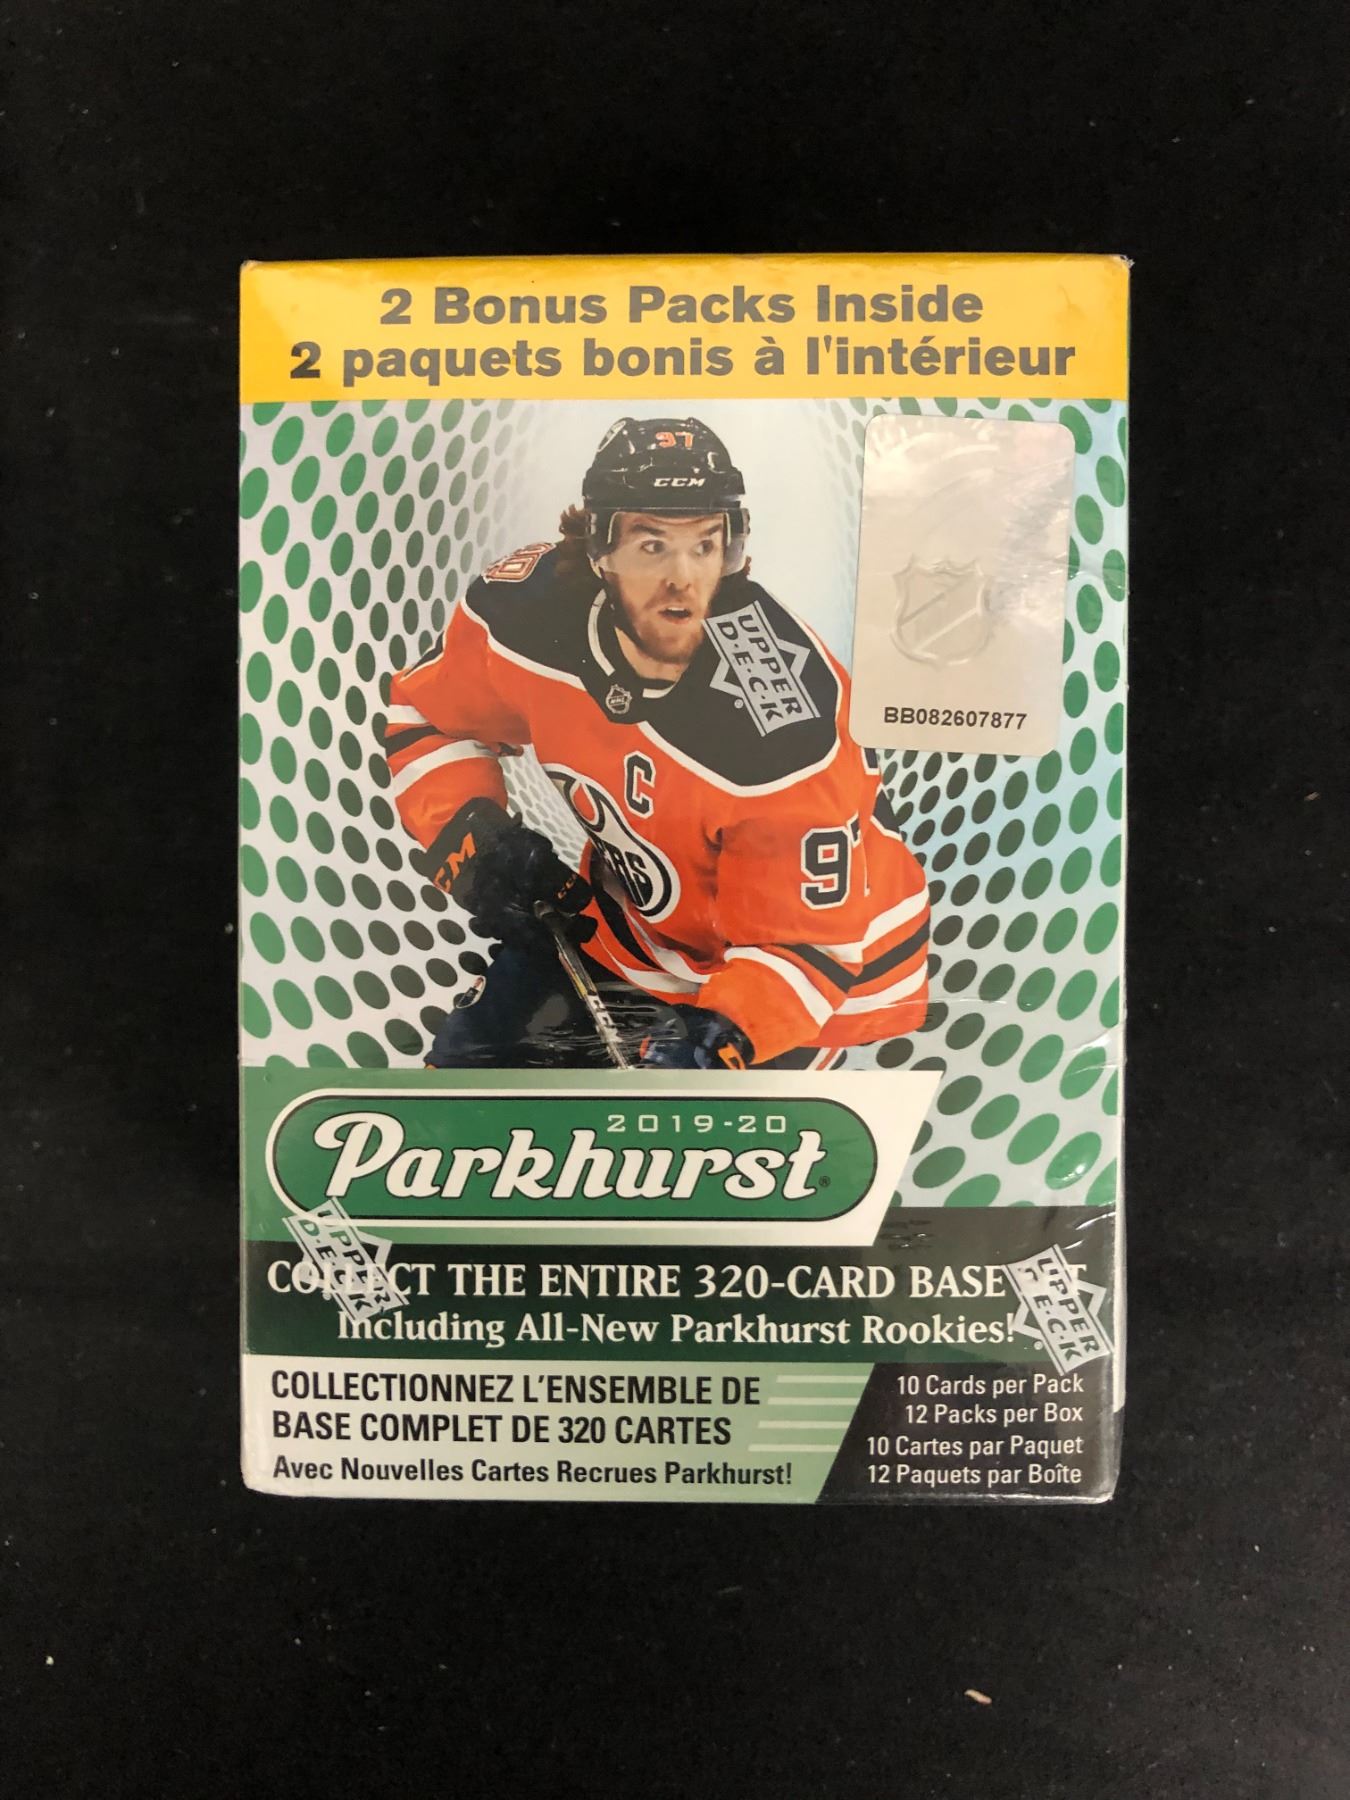 2 Bonus Packs Inside
2 paquets bonis à l'intérieur
97
CCM
UPPER
D·E·C·K
BB082607877
C
97
CCM
2019-20
Parkhurst®
UPPER
D·E·C·K
COLLECT THE ENTIRE 320-CARD BASE SET
Including All-New Parkhurst Rookies!
UPPER
D·E·C·K
COLLECTIONNEZ L'ENSEMBLE DE
BASE COMPLET DE 320 CARTES
Avec Nouvelles Cartes Recrues Parkhurst!
10 Cards per Pack
12 Packs per Box
10 Cartes par Paquet
12 Paquets par Boîte